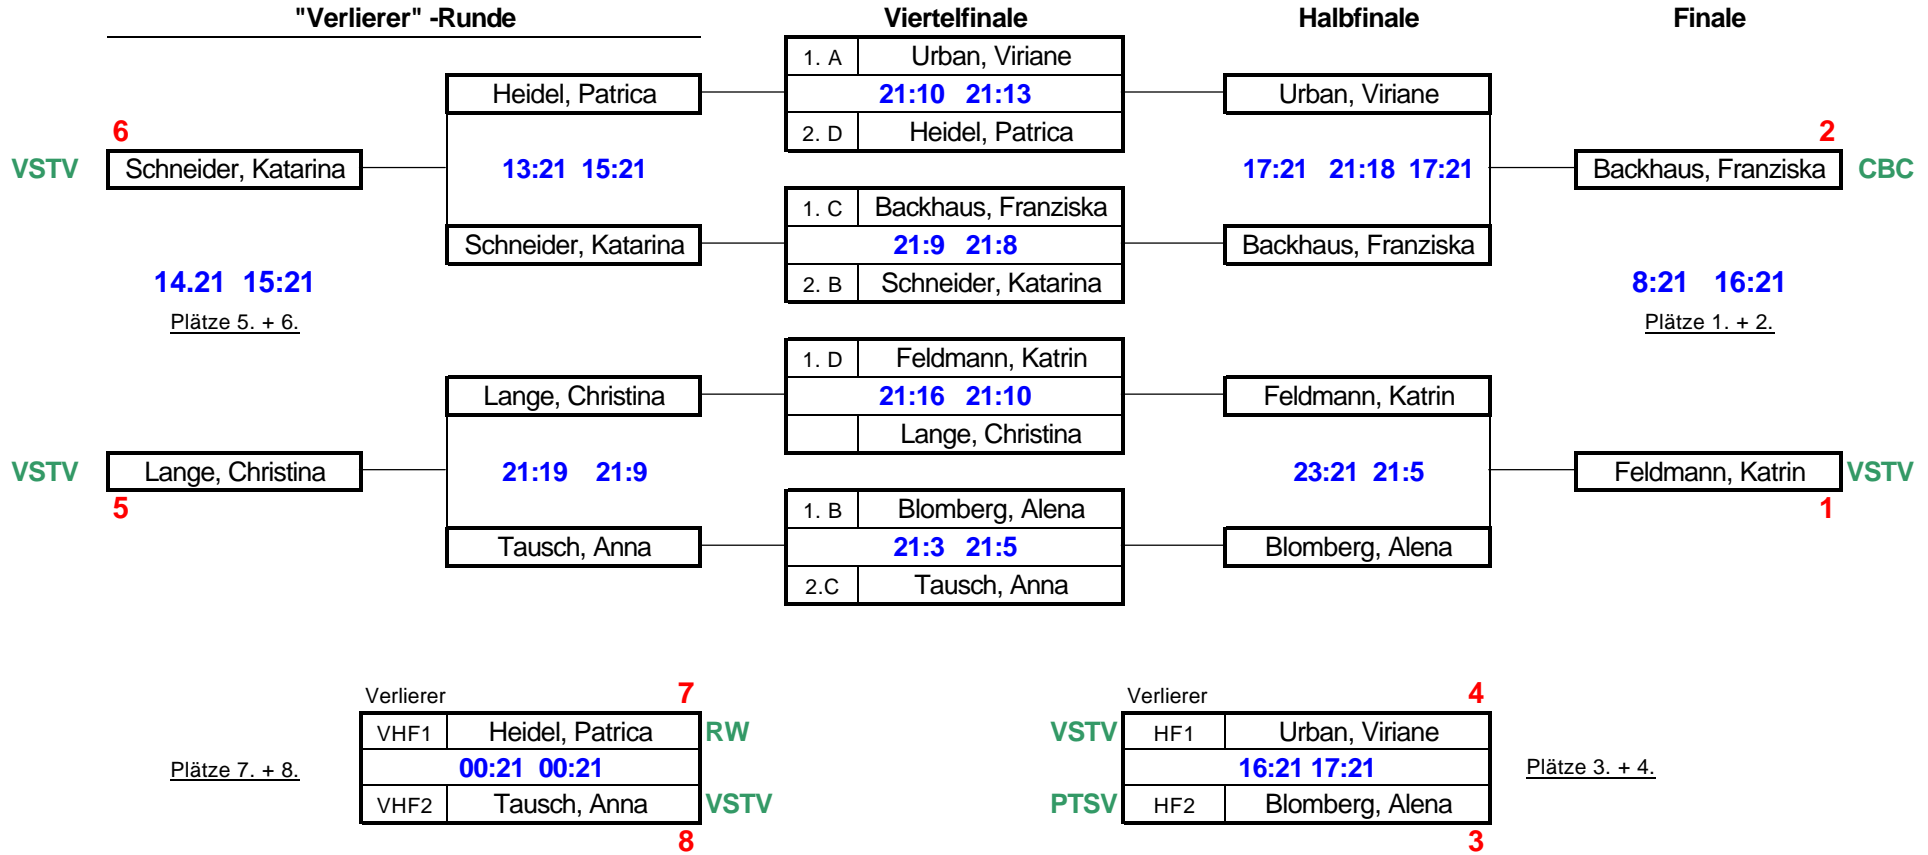 "Verlierer" -Runde Viertelfinale Halbfinale Finale
1. A Urban, Viriane
Heidel, Patrica 21:10 21:13 Urban, Viriane
6 2. D Heidel, Patrica 2
VSTV Schneider, Katarina 13:21 15:21 17:21 21:18 17:21 Backhaus, Franziska CBC
1. C Backhaus, Franziska
Schneider, Katarina 21:9 21:8 Backhaus, Franziska
14.21 15:21 2. B Schneider, Katarina 8:21 16:21
Plätze 5. + 6. Plätze 1. + 2.
1. D Feldmann, Katrin
Lange, Christina 21:16 21:10 Feldmann, Katrin
Lange, Christina
VSTV Lange, Christina 21:19 21:9 23:21 21:5 Feldmann, Katrin VSTV
5 1. B Blomberg, Alena 1
Tausch, Anna 21:3 21:5 Blomberg, Alena
2.C Tausch, Anna
Verlierer 7 Verlierer 4
VHF1 Heidel, Patrica RW VSTV HF1 Urban, Viriane
Plätze 7. + 8. 00:21 00:21 16:21 17:21 Plätze 3. + 4.
VHF2 Tausch, Anna VSTV PTSV HF2 Blomberg, Alena
8 3